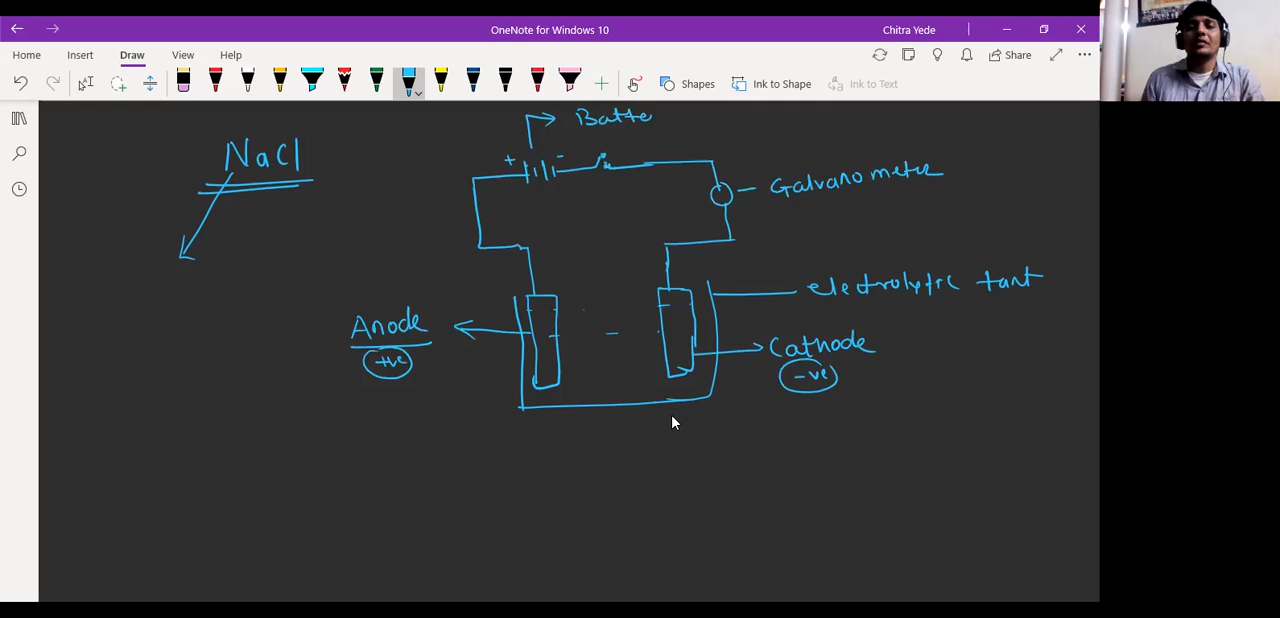 OneNote for Windows 10
Chitra Yede
Home Insert Draw View Help
Share
Shapes Ink to Shape Ink to Text
Batte
NaCl
+ -
Galvanometer
electrolytic tant
Anode
+ve
Cathode
-ve